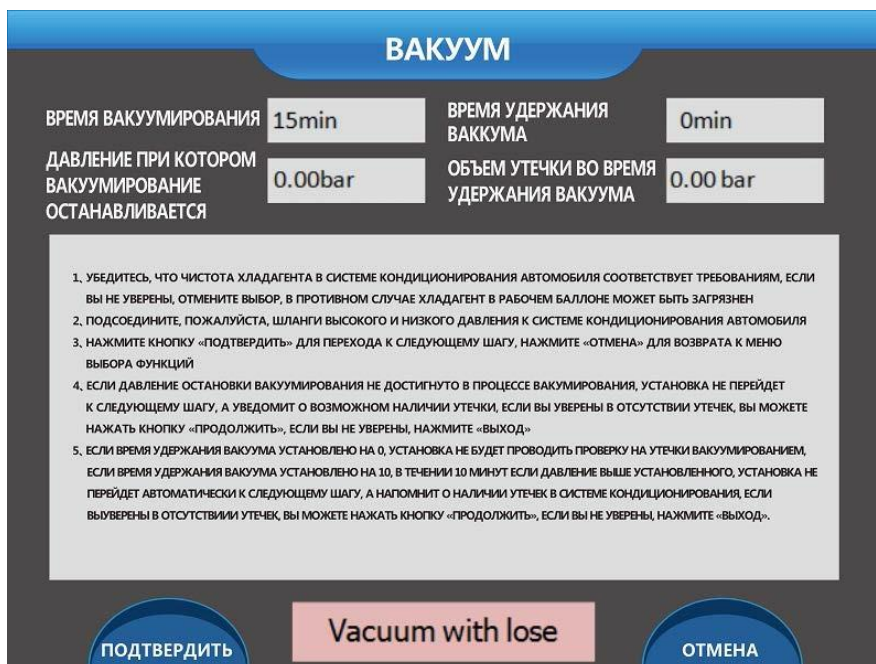 ВАКУУМ
ВРЕМЯ ВАКУУМИРОВАНИЯ 15min
ВРЕМЯ УДЕРЖАНИЯ
ВАККУМА 0min
ДАВЛЕНИЕ ПРИ КОТОРОМ
ВАКУУМИРОВАНИЕ
ОСТАНАВЛИВАЕТСЯ 0.00bar
ОБЪЕМ УТЕЧКИ ВО ВРЕМЯ
УДЕРЖАНИЯ ВАКУУМА 0.00 bar
1、УБЕДИТЕСЬ, ЧТО ЧИСТОТА ХЛАДАГЕНТА В СИСТЕМЕ КОНДИЦИОНИРОВАНИЯ АВТОМОБИЛЯ СООТВЕТСТВУЕТ ТРЕБОВАНИЯМ, ЕСЛИ
ВЫ НЕ УВЕРЕНЫ, ОТМЕНИТЕ ВЫБОР, В ПРОТИВНОМ СЛУЧАЕ ХЛАДАГЕНТ В РАБОЧЕМ БАЛЛОНЕ МОЖЕТ БЫТЬ ЗАГРЯЗНЕН
2、ПОДСОЕДИНИТЕ, ПОЖАЛУЙСТА, ШЛАНГИ ВЫСОКОГО И НИЗКОГО ДАВЛЕНИЯ К СИСТЕМЕ КОНДИЦИОНИРОВАНИЯ АВТОМОБИЛЯ
3、НАЖМИТЕ КНОПКУ «ПОДТВЕРДИТЬ» ДЛЯ ПЕРЕХОДА К СЛЕДУЮЩЕМУ ШАГУ, НАЖМИТЕ «ОТМЕНА» ДЛЯ ВОЗВРАТА К МЕНЮ
ВЫБОРА ФУНКЦИЙ
4、ЕСЛИ ДАВЛЕНИЕ ОСТАНОВКИ ВАКУУМИРОВАНИЯ НЕ ДОСТИГНУТО В ПРОЦЕССЕ ВАКУМИРОВАНИЯ, УСТАНОВКА НЕ ПЕРЕЙДЕТ
К СЛЕДУЮЩЕМУ ШАГУ, А УВЕДОМИТ О ВОЗМОЖНОМ НАЛИЧИИ УТЕЧКИ, ЕСЛИ ВЫ УВЕРЕНЫ В ОТСУТСТВИИ УТЕЧЕК, ВЫ МОЖЕТЕ
НАЖАТЬ КНОПКУ «ПРОДОЛЖИТЬ», ЕСЛИ ВЫ НЕ УВЕРЕНЫ, НАЖМИТЕ «ВЫХОД»
5、ЕСЛИ ВРЕМЯ УДЕРЖАНИЯ ВАКУУМА УСТАНОВЛЕНО НА 0, УСТАНОВКА НЕ БУДЕТ ПРОВОДИТЬ ПРОВЕРКУ НА УТЕЧКИ ВАКУУМИРОВАНИЕМ,
ЕСЛИ ВРЕМЯ УДЕРЖАНИЯ ВАКУУМА УСТАНОВЛЕНО НА 10, В ТЕЧЕНИИ 10 МИНУТ ЕСЛИ ДАВЛЕНИЕ ВЫШЕ УСТАНОВЛЕННОГО, УСТАНОВКА НЕ
ПЕРЕЙДЕТ АВТОМАТИЧЕСКИ К СЛЕДУЮЩЕМУ ШАГУ, А НАПОМНИТ О НАЛИЧИИ УТЕЧЕК В СИСТЕМЕ КОНДИЦИОНИРОВАНИЯ, ЕСЛИ
ВЫУВЕРЕНЫ В ОТСУТСТВИИИ УТЕЧЕК, ВЫ МОЖЕТЕ НАЖАТЬ КНОПКУ «ПРОДОЛЖИТЬ», ЕСЛИ ВЫ НЕ УВЕРЕНЫ, НАЖМИТЕ «ВЫХОД».
ПОДТВЕРДИТЬ
Vacuum with lose
ОТМЕНА